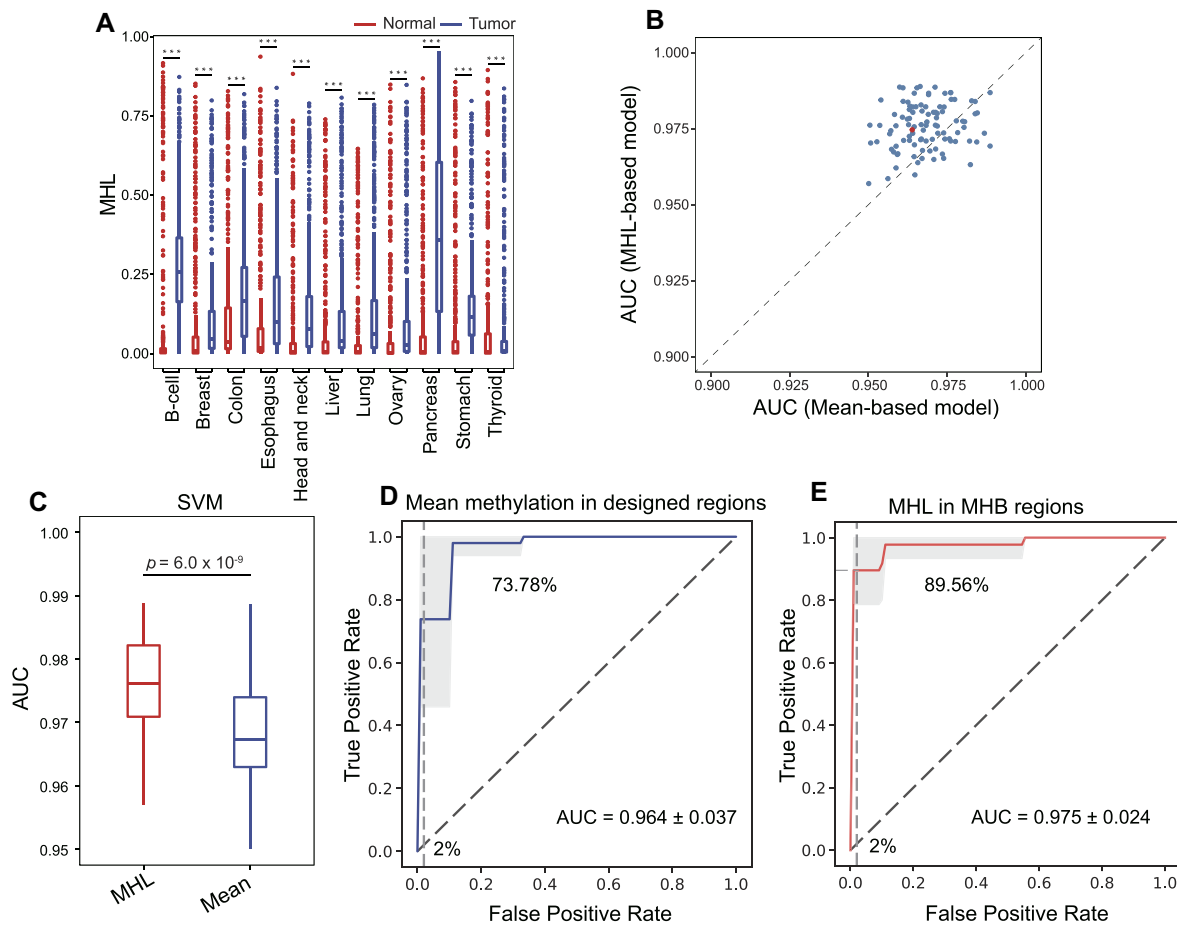 A
Normal Tumor
MHL
1.00
0.75
0.50
0.25
0.00
*** *** *** *** *** *** *** *** *** *** ***
B-cell
Breast
Colon
Esophagus
Head and neck
Liver
Lung
Ovary
Pancreas
Stomach
Thyroid
B
AUC (MHL-based model)
1.000
0.975
0.950
0.925
0.900
0.900 0.925 0.950 0.975 1.000
AUC (Mean-based model)
C
SVM
p = 6.0 x 10⁻⁹
AUC
1.00
0.99
0.98
0.97
0.96
0.95
MHL
Mean
D
Mean methylation in designed regions
True Positive Rate
1.0
0.8
0.6
0.4
0.2
0.0
73.78%
AUC = 0.964 ± 0.037
2%
0.0 0.2 0.4 0.6 0.8 1.0
False Positive Rate
E
MHL in MHB regions
True Positive Rate
1.0
0.8
0.6
0.4
0.2
0.0
89.56%
AUC = 0.975 ± 0.024
2%
0.0 0.2 0.4 0.6 0.8 1.0
False Positive Rate